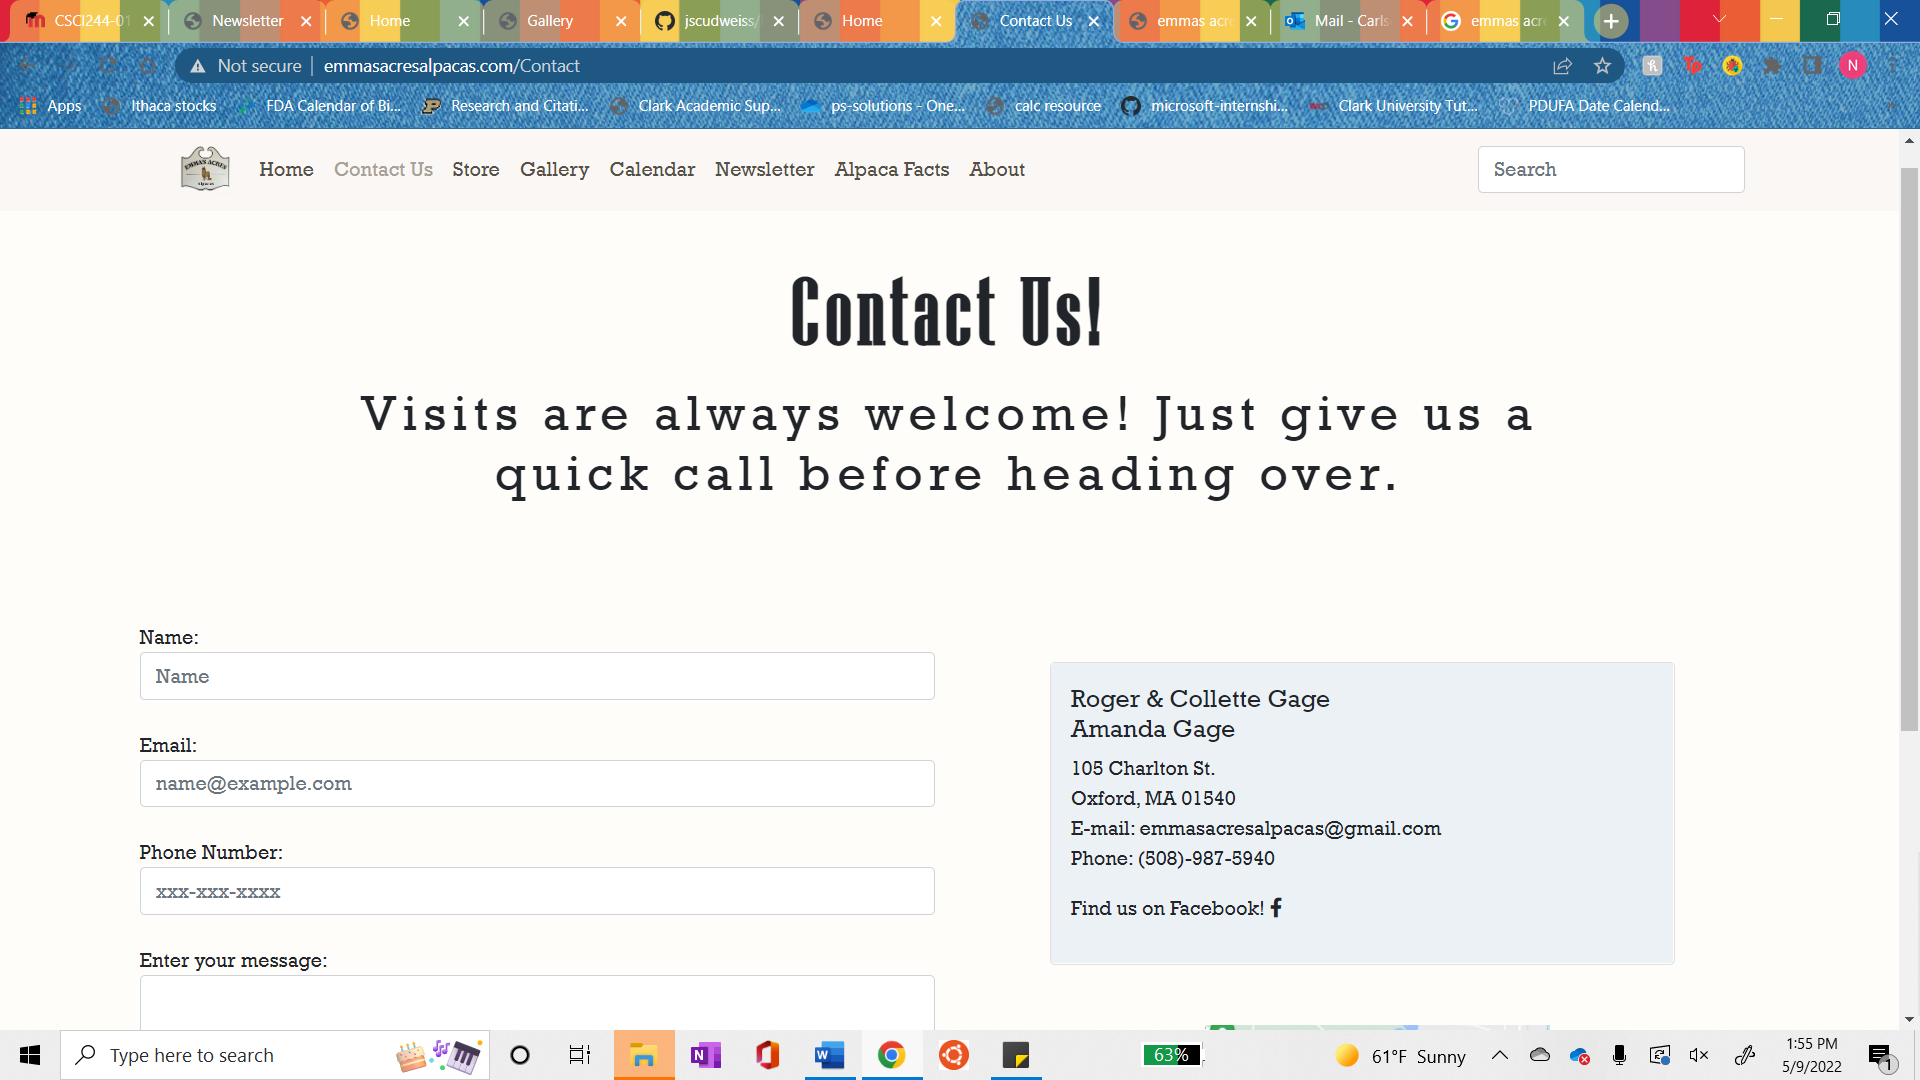 CSCI244-01
Newsletter
Home
Gallery
jscudweiss/
Home
Contact Us
emmas acr
Mail - Carls
emmas acr
Not secure
emmasacresalpacas.com/Contact
N
Apps
Ithaca stocks
FDA Calendar of Bi...
Research and Citati...
Clark Academic Sup...
ps-solutions - One...
calc resource
microsoft-internshi...
Clark University Tut...
PDUFA Date Calend...
EMMA'S ACRES
Alpacas
Home
Contact Us
Store
Gallery
Calendar
Newsletter
Alpaca Facts
About
Search
Contact Us!
Visits are always welcome! Just give us a
quick call before heading over.
Name:
Name
Email:
name@example.com
Phone Number:
xxx-xxx-xxxx
Enter your message:
Roger & Collette Gage
Amanda Gage
105 Charlton St.
Oxford, MA 01540
E-mail: emmasacresalpacas@gmail.com
Phone: (508)-987-5940
Find us on Facebook!
Type here to search
63%
61°F Sunny
1:55 PM
5/9/2022
1